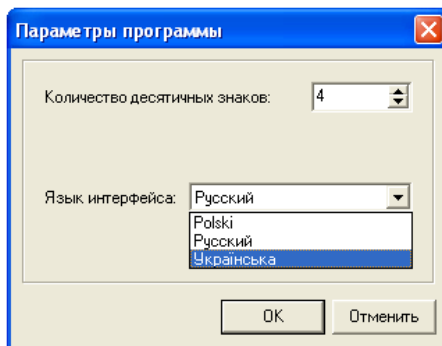 Параметры программы
Количество десятичных знаков: 4
Язык интерфейса: Русский
Polski
Русский
Українська
OK Отменить